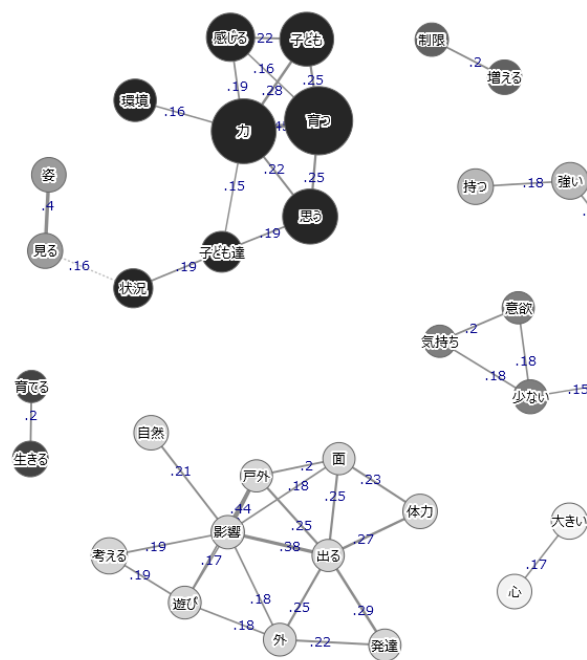 感じる
.22
子ども
制限
.2
増える
.16
.19
.28
.25
環境
.16
力
育つ
姿
.22
.25
持つ
.18
強い
.15
思う
.4
見る
.16
.19
子ども達
.19
状況
意欲
気持ち
.2
.18
.18
少ない
.15
育てる
.2
生きる
自然
.21
戸外
.2
面
.18
.23
.44
.25
.25
体力
影響
.38
出る
.27
考える
.19
.17
.19
遊び
.18
.25
.29
.18
外
.22
発達
大きい
.17
心